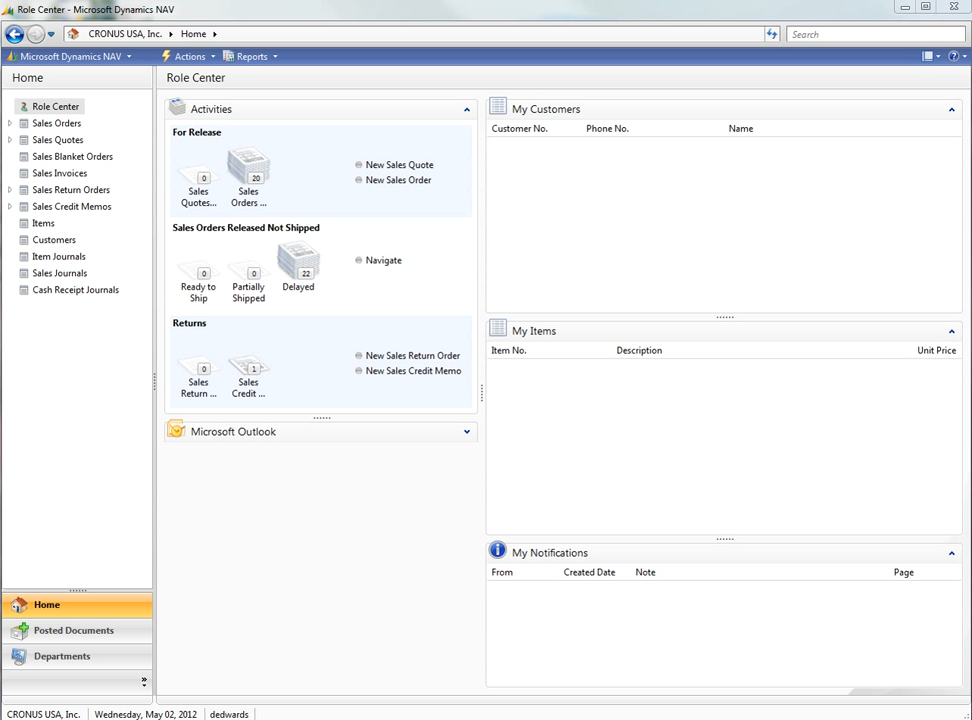 Role Center - Microsoft Dynamics NAV
CRONUS USA, Inc. Home
Search
Microsoft Dynamics NAV Actions Reports
Home
Role Center
Sales Orders
Sales Quotes
Sales Blanket Orders
Sales Invoices
Sales Return Orders
Sales Credit Memos
Items
Customers
Item Journals
Sales Journals
Cash Receipt Journals
Home
Posted Documents
Departments
Role Center
Activities
For Release
0
Sales Quotes...
20
Sales Orders ...
New Sales Quote
New Sales Order
Sales Orders Released Not Shipped
0
Ready to Ship
0
Partially Shipped
22
Delayed
Navigate
Returns
0
Sales Return ...
1
Sales Credit ...
New Sales Return Order
New Sales Credit Memo
Microsoft Outlook
My Customers
Customer No. Phone No. Name
My Items
Item No. Description Unit Price
My Notifications
From Created Date Note Page
CRONUS USA, Inc. Wednesday, May 02, 2012 dedwards